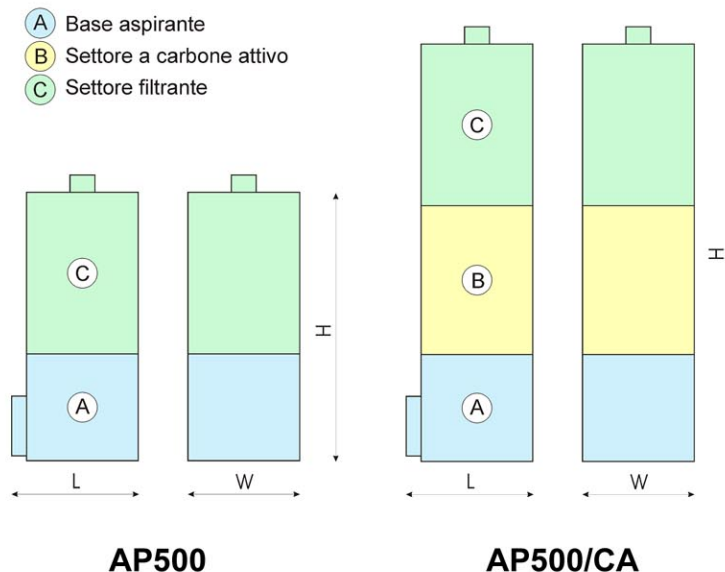 A Base aspirante
B Settore a carbone attivo
C Settore filtrante
C
A
L
W
H
AP500
C
B
A
L
W
H
AP500/CA